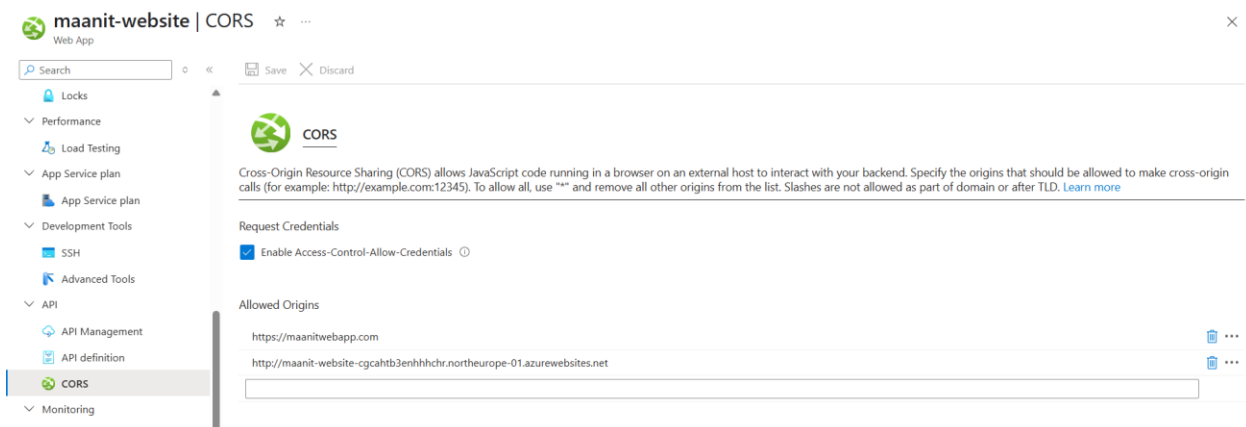 maanit-website | CORS
Web App
Search
Save
Discard
Locks
Performance
Load Testing
App Service plan
App Service plan
Development Tools
SSH
Advanced Tools
API
API Management
API definition
CORS
Monitoring
CORS
Cross-Origin Resource Sharing (CORS) allows JavaScript code running in a browser on an external host to interact with your backend. Specify the origins that should be allowed to make cross-origin
calls (for example: http://example.com:12345). To allow all, use "*" and remove all other origins from the list. Slashes are not allowed as part of domain or after TLD. Learn more
Request Credentials
Enable Access-Control-Allow-Credentials
Allowed Origins
https://maanitwebapp.com
http://maanit-website-cgcahtb3enhhhchr.northeurope-01.azurewebsites.net